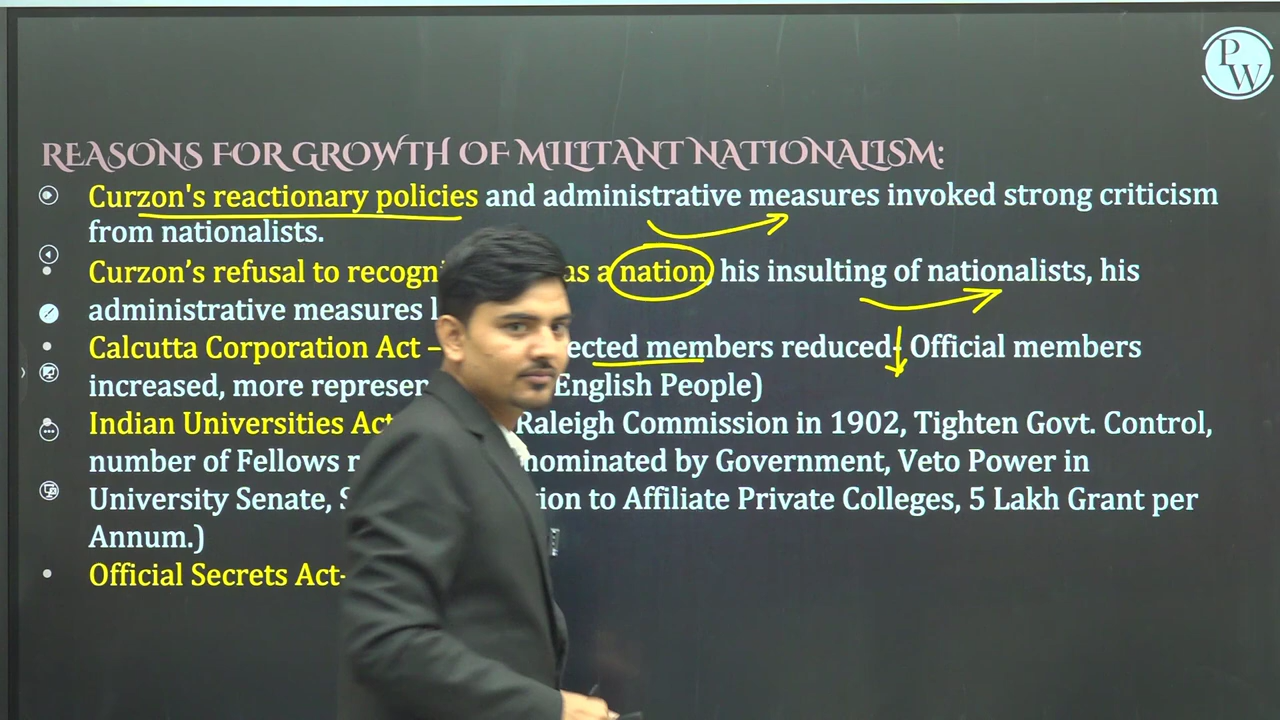 PW
REASONS FOR GROWTH OF MILITANT NATIONALISM:
Curzon's reactionary policies and administrative measures invoked strong criticism
from nationalists.
Curzon’s refusal to as a nation, his insulting of nationalists, his
administrative measures
Calcutta Corporation Act – members reduced- Official members
increased, more English People)
Indian Universities Act Raleigh Commission in 1902, Tighten Govt. Control,
number of Fellows nominated by Government, Veto Power in
University Senate, to Affiliate Private Colleges, 5 Lakh Grant per
Annum.)
Official Secrets Act-